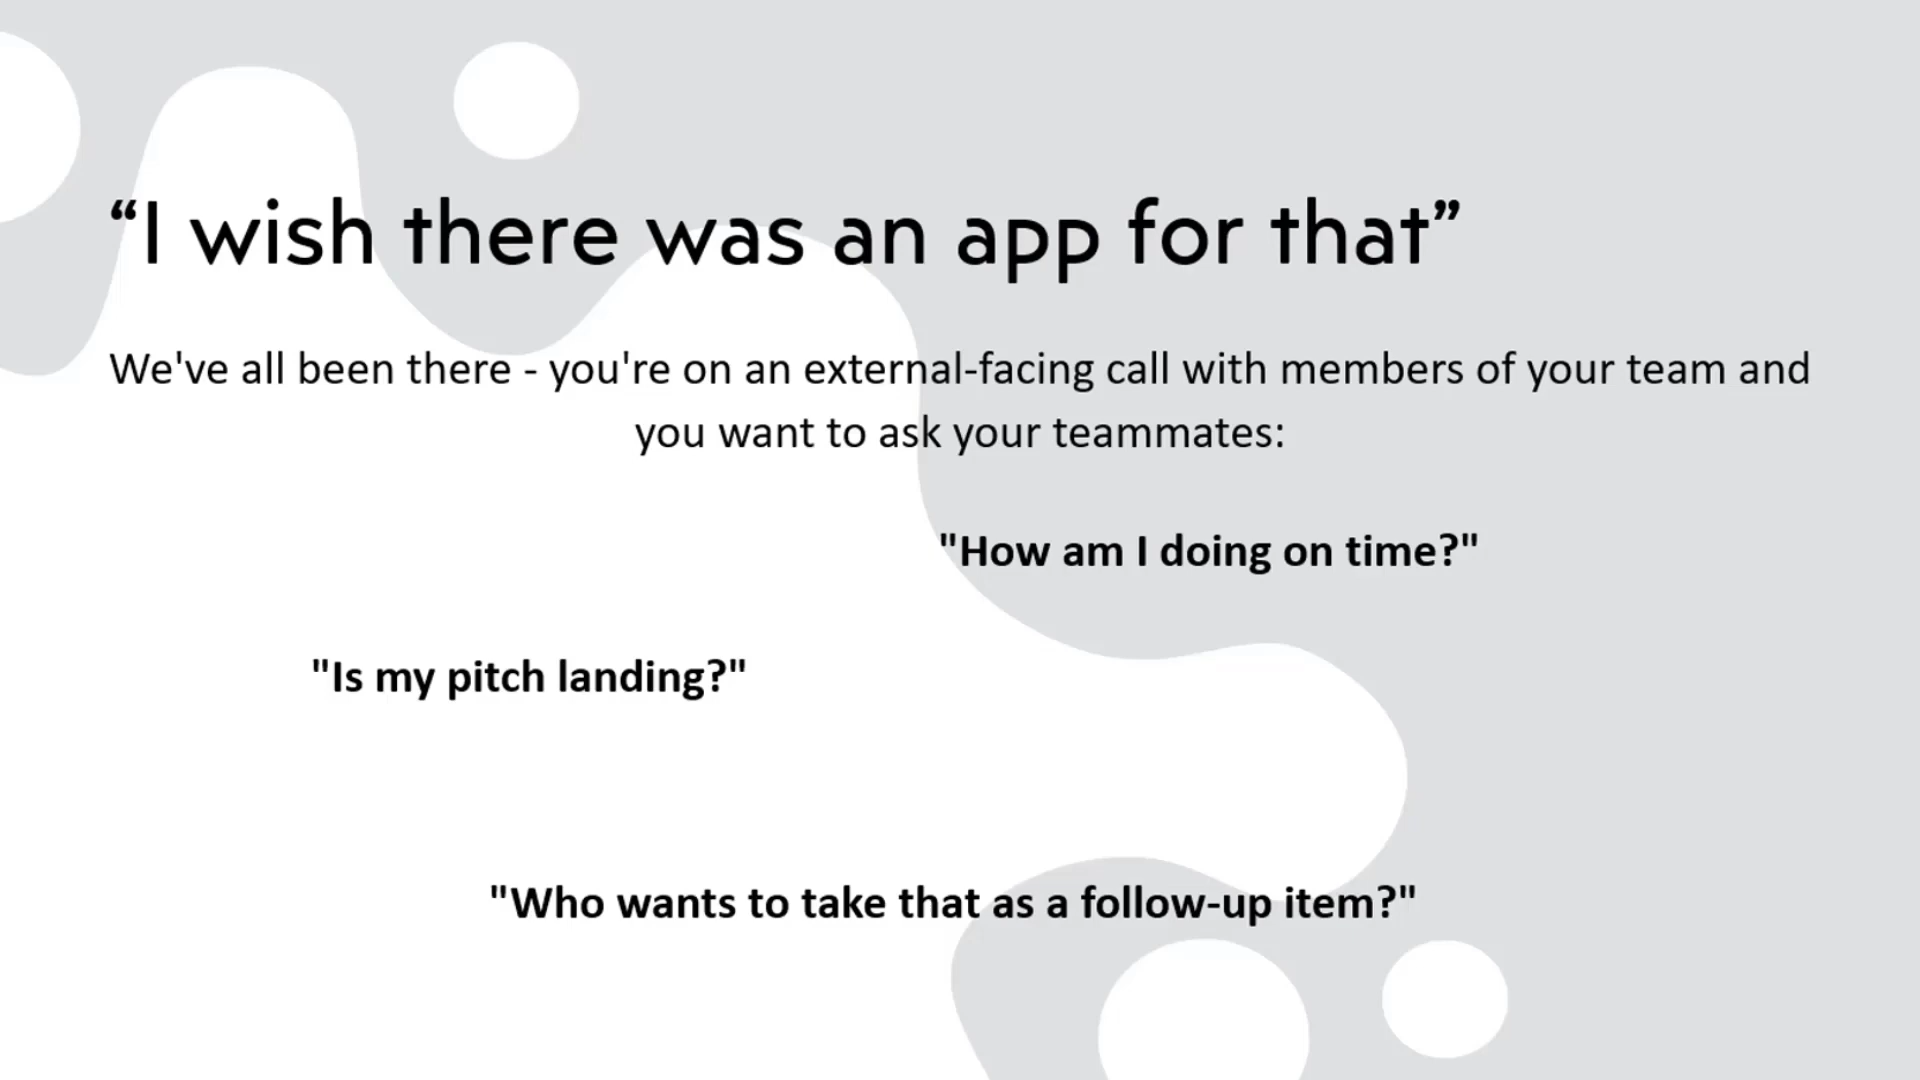 “I wish there was an app for that”
We've all been there - you're on an external-facing call with members of your team and
you want to ask your teammates:
"How am I doing on time?"
"Is my pitch landing?"
"Who wants to take that as a follow-up item?"